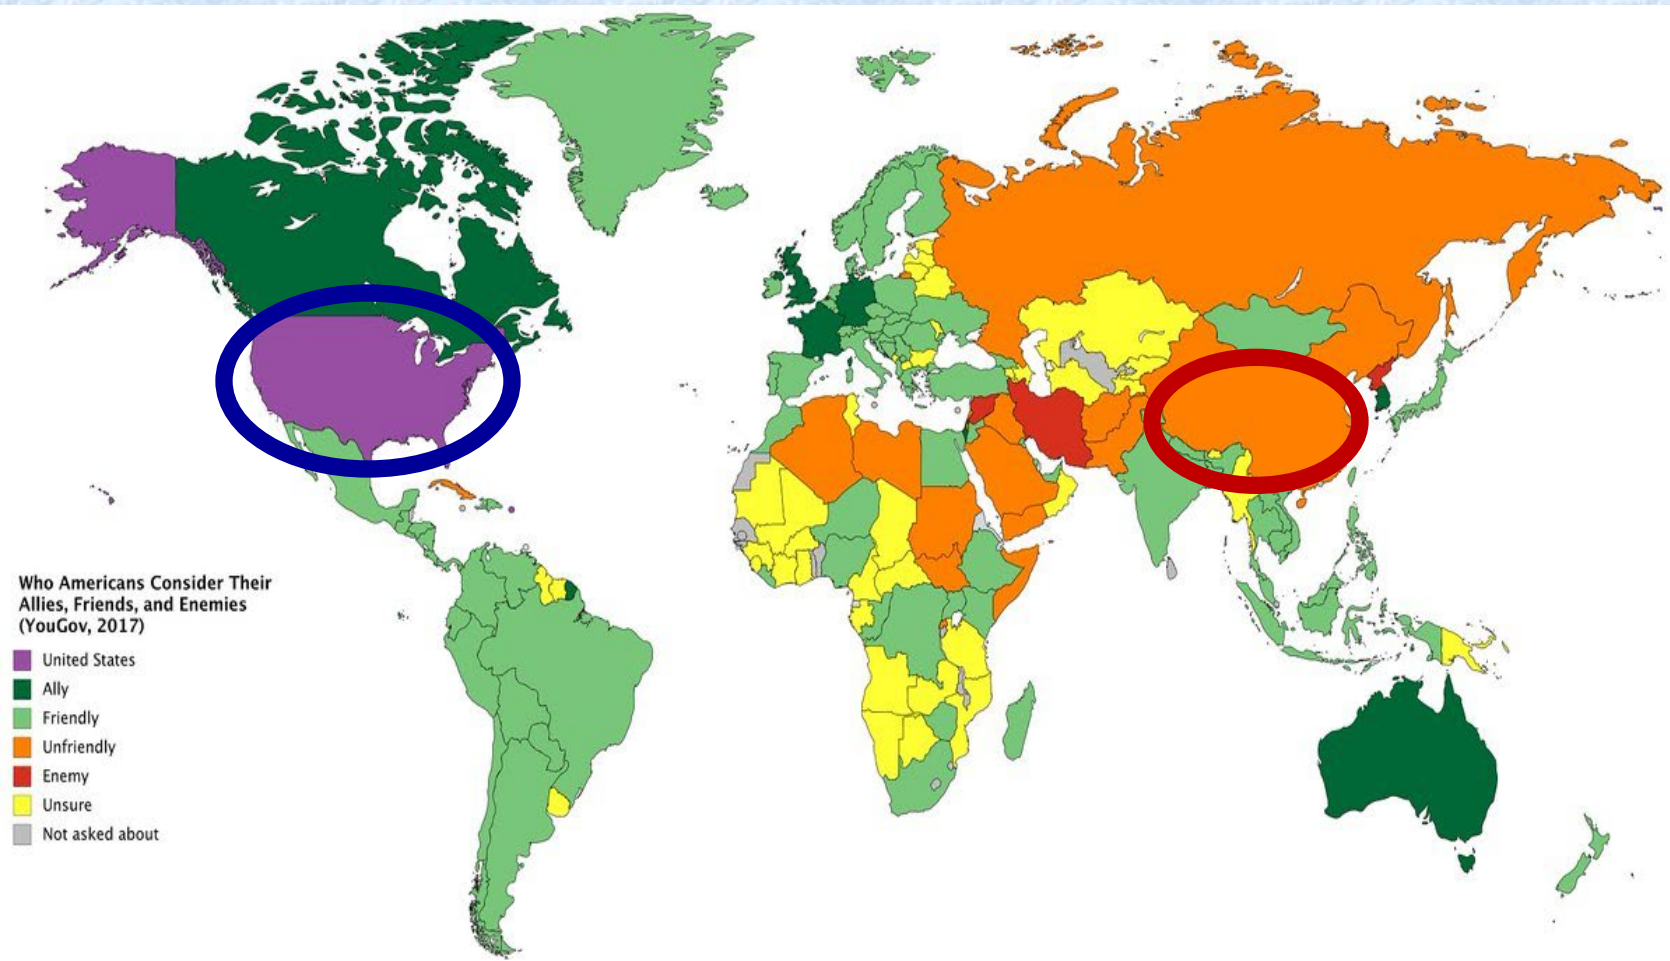 Who Americans Consider Their
Allies, Friends, and Enemies
(YouGov, 2017)
United States
Ally
Friendly
Unfriendly
Enemy
Unsure
Not asked about